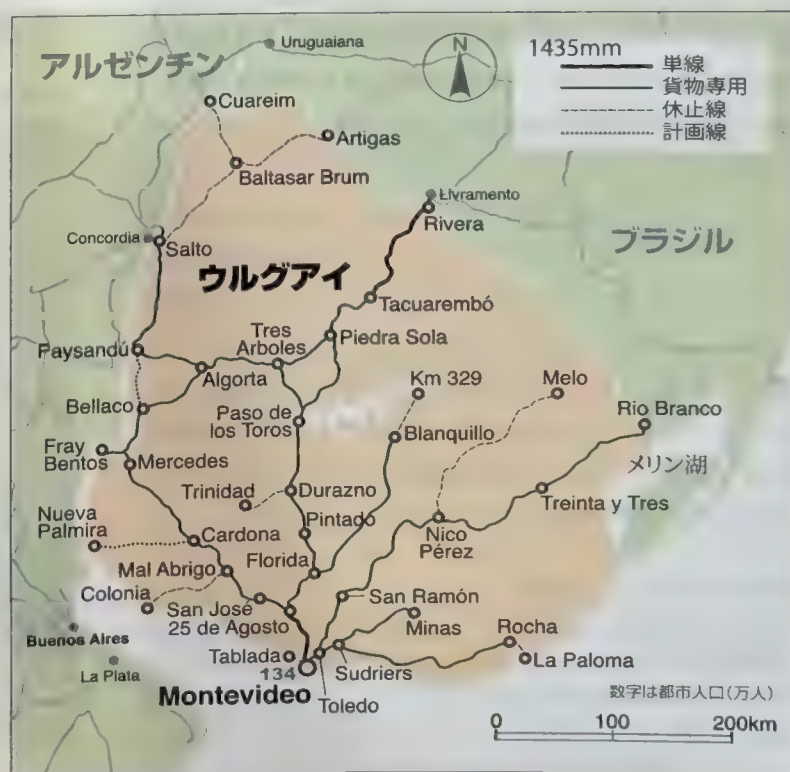 アルゼンチン
Uruguaiana
N
1435mm
単線
貨物専用
休止線
計画線
Cuareim
Artigas
Baltasar Brum
Livramento
Rivera
Concordia
Salto
ブラジル
ウルグアイ
Tacuarembó
Tres
Arboles
Piedra Sola
Paysandú
Algorta
Km 329
Melo
Bellaco
Paso de
los Toros
Rio Branco
Blanquillo
Fray
Bentos
Mercedes
メリン湖
Trinidad
Durazno
Treinta y Tres
Nueva
Palmira
Cardona
Pintado
Nico
Pérez
Mal Abrigo
Florida
Colonia
San José
San Ramón
25 de Agosto
Minas
Rocha
Buenos Aires
Tablada
Sudriers
La Paloma
La Plata
134
Montevideo
Toledo
数字は都市人口(万人)
0 100 200km